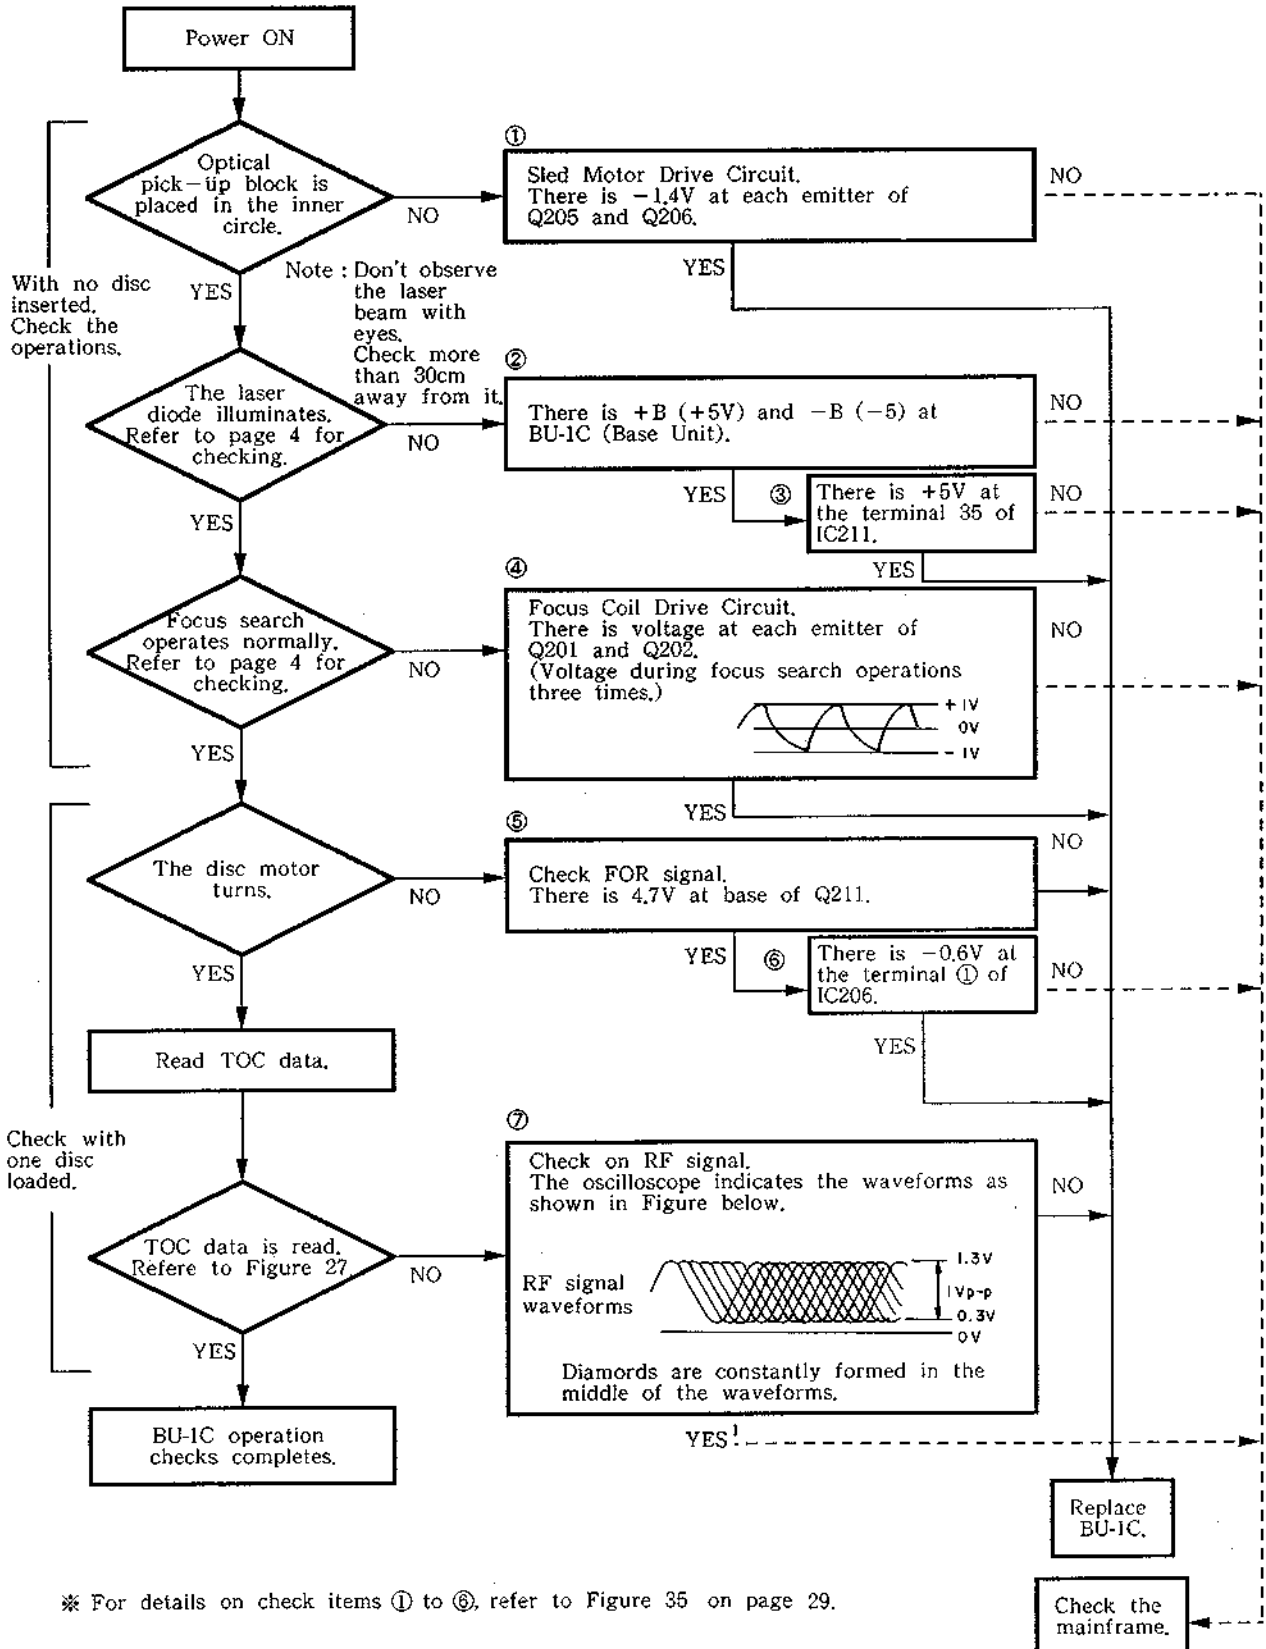 Power ON
①
Optical
pick-up block is
placed in the inner
circle.
NO
Sled Motor Drive Circuit.
There is -1.4V at each emitter of
Q205 and Q206.
NO
YES
YES
With no disc
inserted.
Check the
operations.
Note : Don't observe
the laser
beam with
eyes.
Check more
than 30cm
away from it.
②
The laser
diode illuminates.
Refer to page 4 for
checking.
NO
There is +B (+5V) and -B (-5) at
BU-1C (Base Unit).
NO
YES
YES
③
There is +5V at
the terminal 35 of
IC211.
NO
YES
④
Focus search
operates normally.
Refer to page 4 for
checking.
NO
Focus Coil Drive Circuit.
There is voltage at each emitter of
Q201 and Q202.
(Voltage during focus search operations
three times.)
+1V
0V
-1V
NO
YES
YES
⑤
The disc motor
turns.
NO
Check FOR signal.
There is 4.7V at base of Q211.
NO
YES
YES
⑥
There is -0.6V at
the terminal ① of
IC206.
NO
YES
Read TOC data.
Check with
one disc
loaded.
⑦
TOC data is read.
Refere to Figure 27
NO
Check on RF signal.
The oscilloscope indicates the waveforms as
shown in Figure below.
RF signal
waveforms
1.3V
1Vp-p
0.3V
0V
Diamords are constantly formed in the
middle of the waveforms.
NO
YES
YES
BU-1C operation
checks completes.
Replace
BU-1C.
Check the
mainframe.
※ For details on check items ① to ⑥, refer to Figure 35 on page 29.